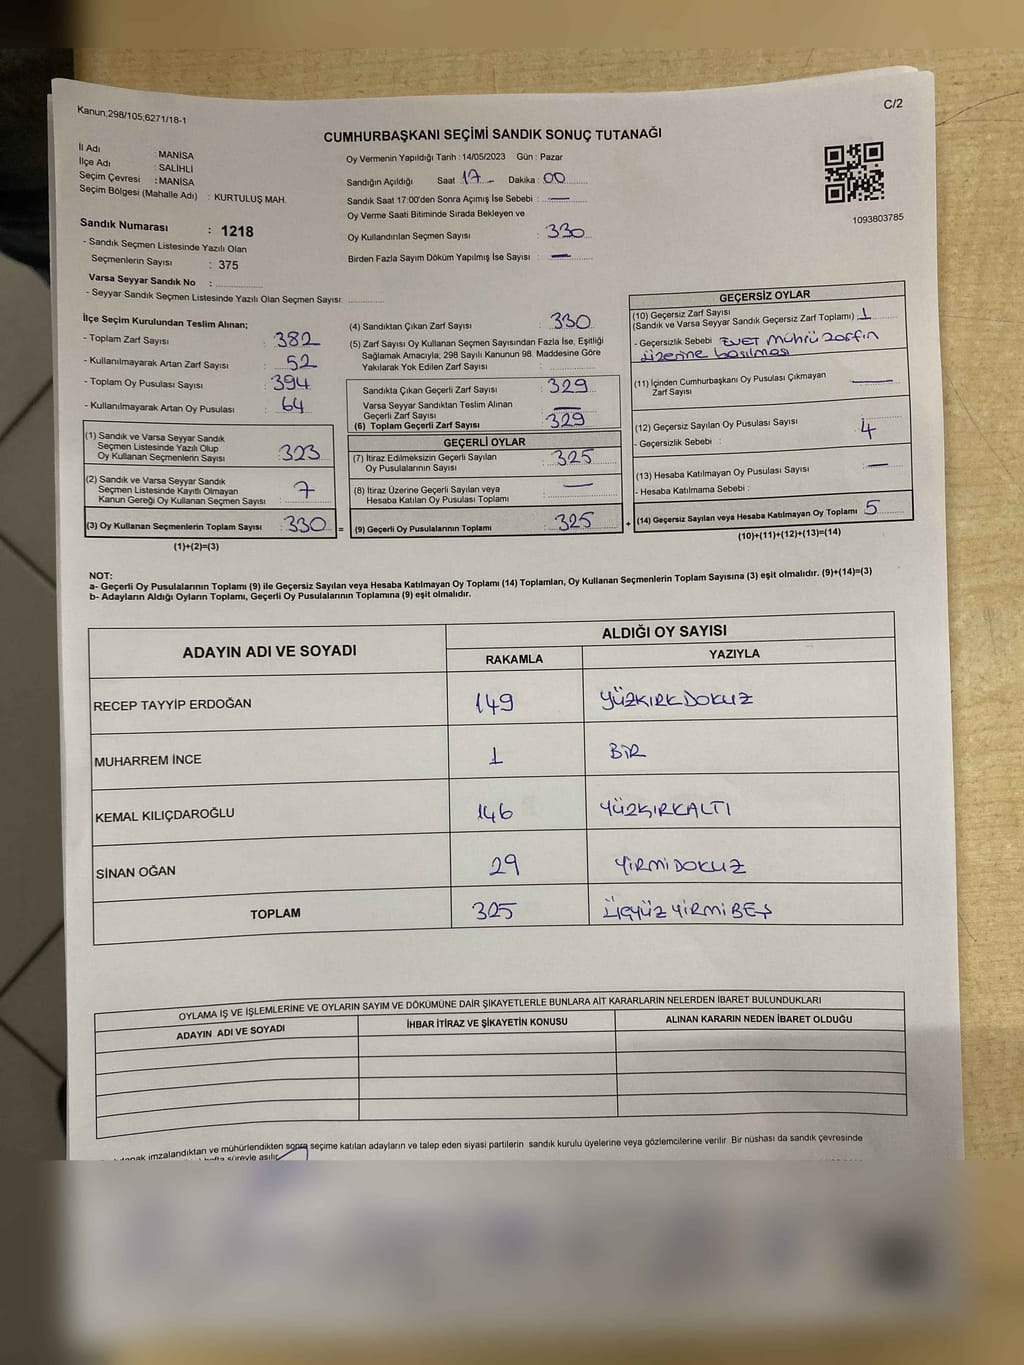 Kanun;298/105;6271/18-1
C/2
CUMHURBAŞKANI SEÇİMİ SANDIK SONUÇ TUTANAĞI
İl Adı : MANİSA
İlçe Adı : SALİHLİ
Seçim Çevresi : MANİSA
Seçim Bölgesi (Mahalle Adı) : KURTULUŞ MAH.
Sandık Numarası : 1218
- Sandık Seçmen Listesinde Yazılı Olan
Seçmenlerin Sayısı : 375
Varsa Seyyar Sandık No :
- Seyyar Sandık Seçmen Listesinde Yazılı Olan Seçmen Sayısı:
Oy Vermenin Yapıldığı Tarih : 14/05/2023 Gün : Pazar
Sandığın Açıldığı Saat 17 Dakika : 00
Sandık Saat 17:00'den Sonra Açımış İse Sebebi : —
Oy Verme Saati Bitiminde Sırada Bekleyen ve
Oy Kullandırılan Seçmen Sayısı : 330
Birden Fazla Sayım Döküm Yapılmış İse Sayısı : —
1093803785
İlçe Seçim Kurulundan Teslim Alınan;
- Toplam Zarf Sayısı : 382
- Kullanılmayarak Artan Zarf Sayısı : 52
- Toplam Oy Pusulası Sayısı : 394
- Kullanılmayarak Artan Oy Pusulası : 64
(1) Sandık ve Varsa Seyyar Sandık
Seçmen Listesinde Yazılı Olup
Oy Kullanan Seçmenlerin Sayısı : 323
(2) Sandık ve Varsa Seyyar Sandık
Seçmen Listesinde Kayıtlı Olmayan
Kanun Gereği Oy Kullanan Seçmen Sayısı : 7
(3) Oy Kullanan Seçmenlerin Toplam Sayısı : 330 =
(1)+(2)=(3)
(4) Sandıktan Çıkan Zarf Sayısı : 330
(5) Zarf Sayısı Oy Kullanan Seçmen Sayısından Fazla İse, Eşitliği
Sağlamak Amacıyla; 298 Sayılı Kanunun 98. Maddesine Göre
Yakılarak Yok Edilen Zarf Sayısı :
Sandıkta Çıkan Geçerli Zarf Sayısı : 329
Varsa Seyyar Sandıktan Teslim Alınan
Geçerli Zarf Sayısı : —
(6) Toplam Geçerli Zarf Sayısı : 329
GEÇERLİ OYLAR
(7) İtiraz Edilmeksizin Geçerli Sayılan
Oy Pusulalarının Sayısı : 325
(8) İtiraz Üzerine Geçerli Sayılan veya
Hesaba Katılan Oy Pusulası Toplamı : —
(9) Geçerli Oy Pusulalarının Toplamı : 325 +
GEÇERSİZ OYLAR
(10) Geçersiz Zarf Sayısı
(Sandık ve Varsa Seyyar Sandık Geçersiz Zarf Toplamı) : 1
- Geçersizlik Sebebi : EVET Mührü Zarfın
üzerine basılması
(11) İçinden Cumhurbaşkanı Oy Pusulası Çıkmayan
Zarf Sayısı : —
(12) Geçersiz Sayılan Oy Pusulası Sayısı : 4
- Geçersizlik Sebebi :
(13) Hesaba Katılmayan Oy Pusulası Sayısı : —
- Hesaba Katılmama Sebebi :
(14) Geçersiz Sayılan veya Hesaba Katılmayan Oy Toplamı : 5
(10)+(11)+(12)+(13)=(14)
NOT:
a- Geçerli Oy Pusulalarının Toplamı (9) ile Geçersiz Sayılan veya Hesaba Katılmayan Oy Toplamı (14) Toplamları, Oy Kullanan Seçmenlerin Toplam Sayısına (3) eşit olmalıdır. (9)+(14)=(3)
b- Adayların Aldığı Oyların Toplamı, Geçerli Oy Pusulalarının Toplamına (9) eşit olmalıdır.
ADAYIN ADI VE SOYADI
ALDIĞI OY SAYISI
RAKAMLA YAZIYLA
RECEP TAYYİP ERDOĞAN 149 YÜZKIRKDOKUZ
MUHARREM İNCE 1 BİR
KEMAL KILIÇDAROĞLU 146 YÜZKIRKALTI
SİNAN OĞAN 29 YİRMİDOKUZ
TOPLAM 325 ÜÇYÜZYİRMİBEŞ
OYLAMA İŞ VE İŞLEMLERİNE VE OYLARIN SAYIM VE DÖKÜMÜNE DAİR ŞİKAYETLERLE BUNLARA AİT KARARLARIN NELERDEN İBARET BULUNDUKLARI
ADAYIN ADI VE SOYADI İHBAR İTİRAZ VE ŞİKAYETİN KONUSU ALINAN KARARIN NEDEN İBARET OLDUĞU
imzalandıktan ve mühürlendikten sonra seçime katılan adayların ve talep eden siyasi partilerin sandık kurulu üyelerine veya gözlemcilerine verilir. Bir nüshası da sandık çevresinde
hafta süreyle asılır.